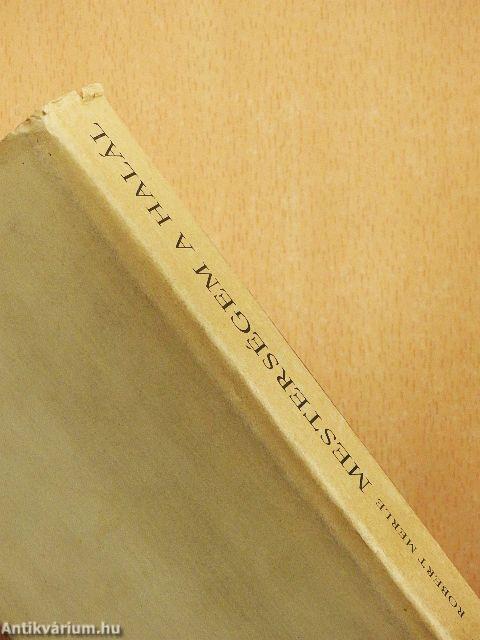 ROBERT MERLE MESTERSÉGEM A HALÁL
Antikvárium.hu